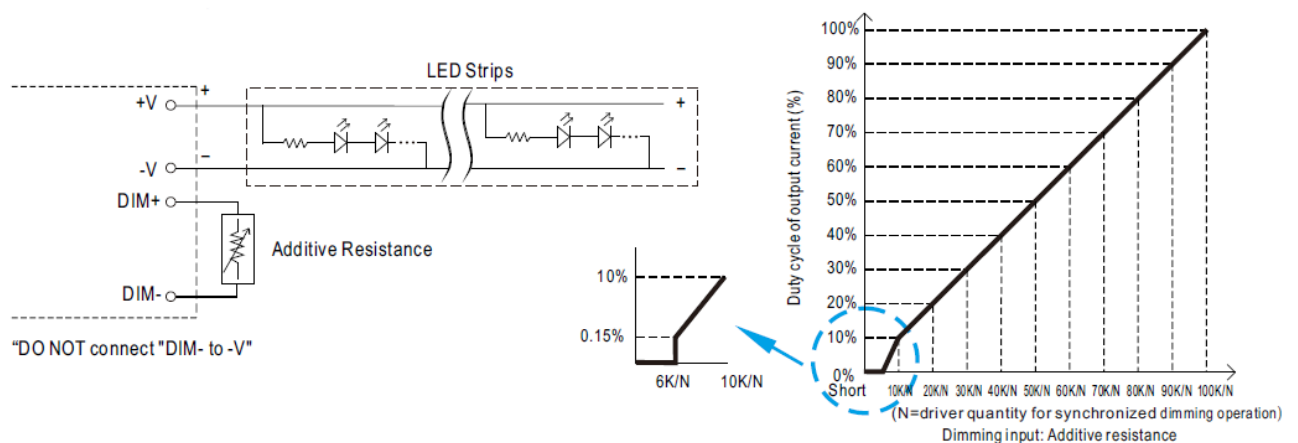 LED Strips
+V
+
+
-V
–
–
DIM+
Additive Resistance
DIM-
"DO NOT connect "DIM- to -V"
10%
0.15%
6K/N 10K/N
Duty cycle of output current (%)
100%
90%
80%
70%
60%
50%
40%
30%
20%
10%
0%
Short 10K/N 20K/N 30K/N 40K/N 50K/N 60K/N 70K/N 80K/N 90K/N 100K/N
(N=driver quantity for synchronized dimming operation)
Dimming input: Additive resistance